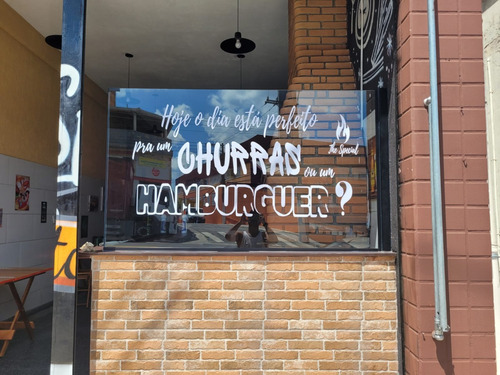 Hoje o dia está perfeito
pra um CHURRAS ou um
HAMBURGUER?
The Special